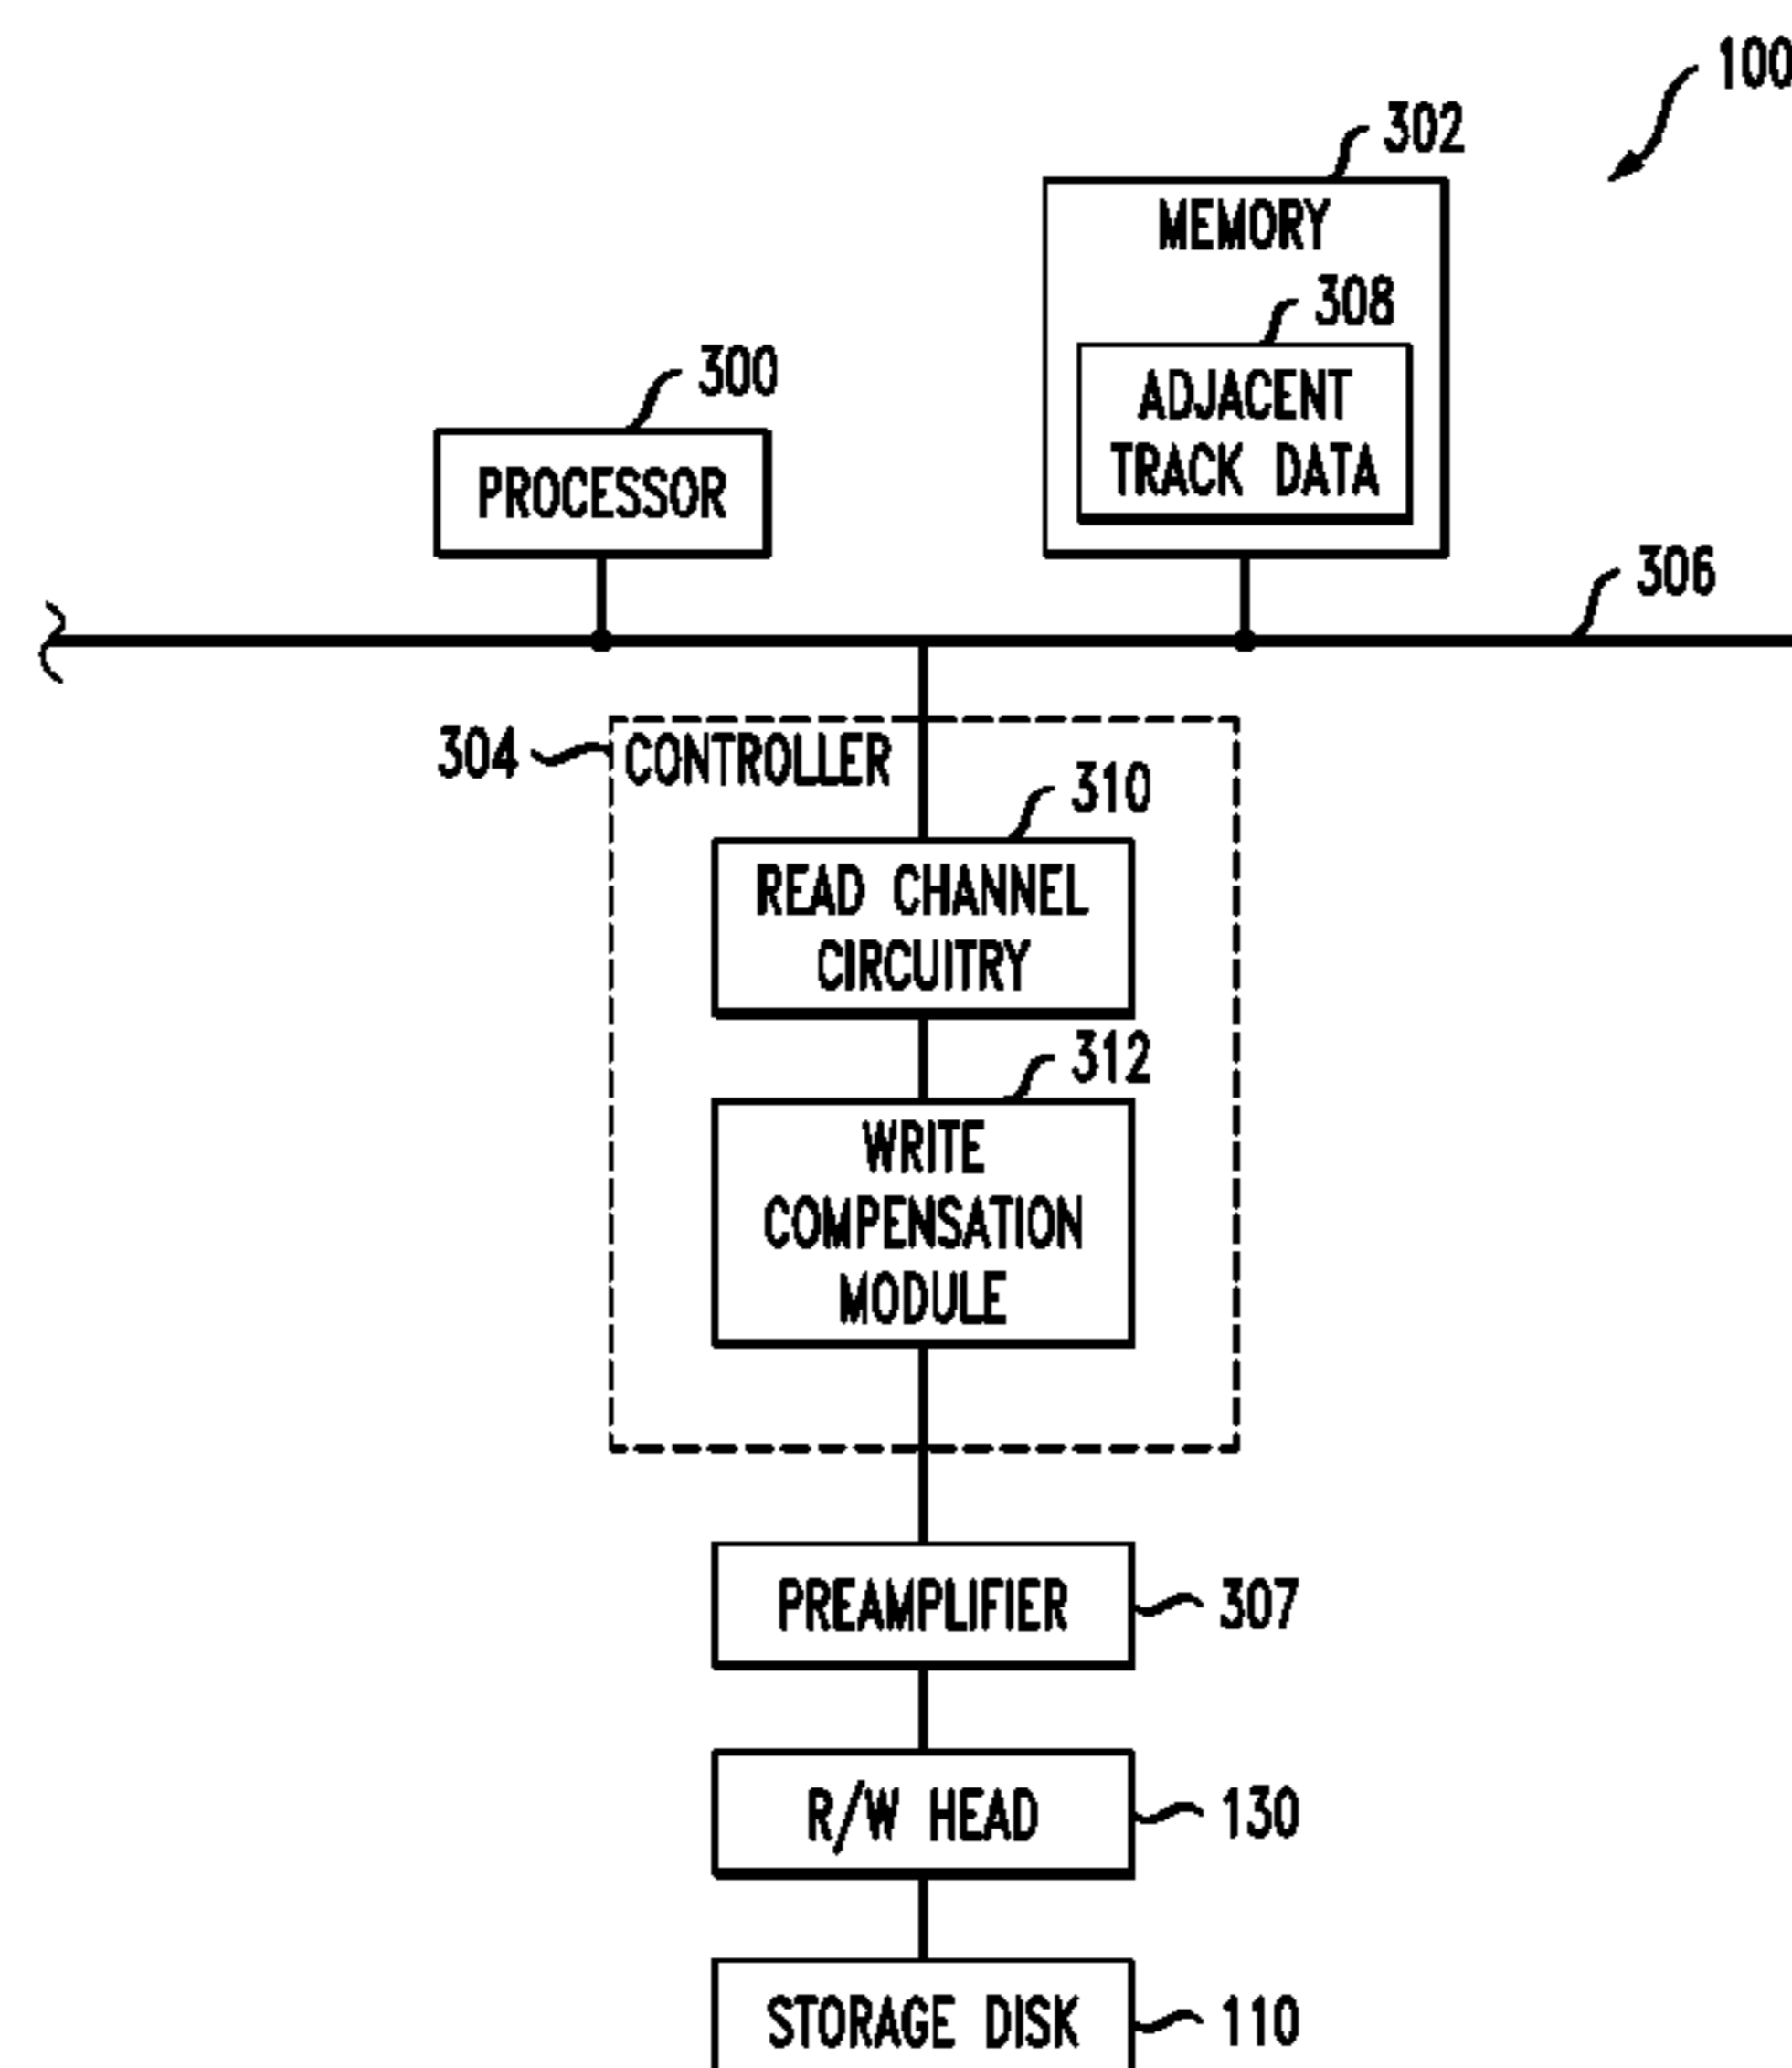 100
302
MEMORY
308
ADJACENT
TRACK DATA
300
PROCESSOR
306
304
CONTROLLER
310
READ CHANNEL
CIRCUITRY
312
WRITE
COMPENSATION
MODULE
PREAMPLIFIER
307
R/W HEAD
130
STORAGE DISK
110